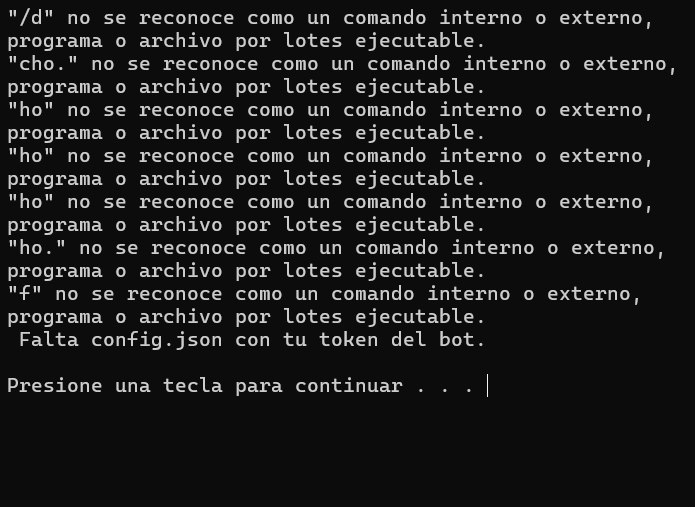 "/d" no se reconoce como un comando interno o externo,
programa o archivo por lotes ejecutable.
"cho." no se reconoce como un comando interno o externo,
programa o archivo por lotes ejecutable.
"ho" no se reconoce como un comando interno o externo,
programa o archivo por lotes ejecutable.
"ho" no se reconoce como un comando interno o externo,
programa o archivo por lotes ejecutable.
"ho" no se reconoce como un comando interno o externo,
programa o archivo por lotes ejecutable.
"ho." no se reconoce como un comando interno o externo,
programa o archivo por lotes ejecutable.
"f" no se reconoce como un comando interno o externo,
programa o archivo por lotes ejecutable.
Falta config.json con tu token del bot.
Presione una tecla para continuar . . .